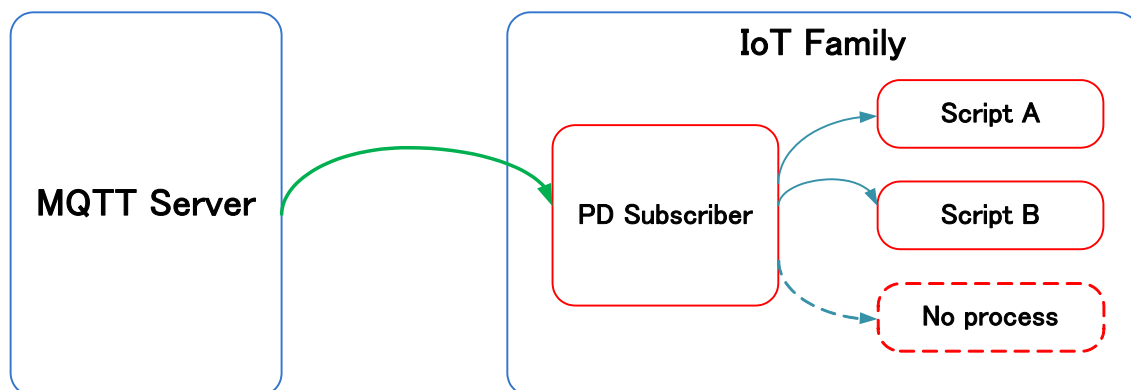 IoT Family
MQTT Server
PD Subscriber
Script A
Script B
No process